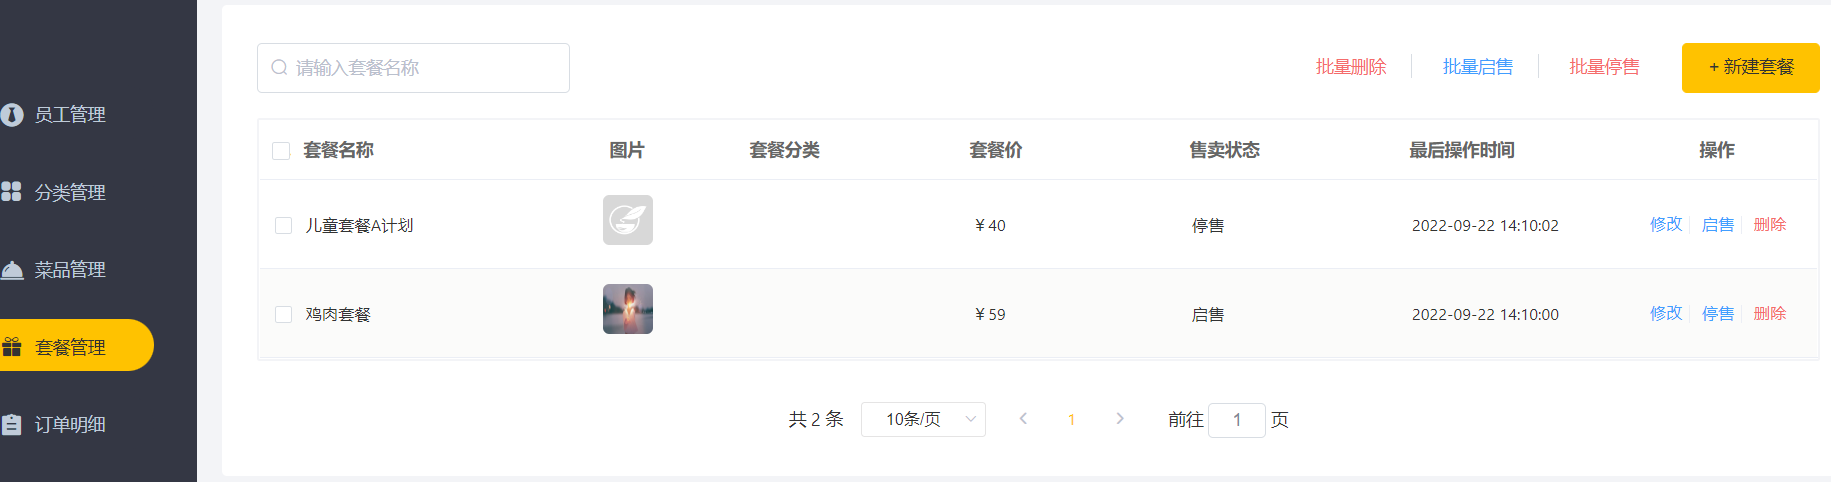 员工管理
分类管理
菜品管理
套餐管理
订单明细
请输入套餐名称 批量删除 批量启售 批量停售 + 新建套餐
套餐名称 图片 套餐分类 套餐价 售卖状态 最后操作时间 操作
儿童套餐A计划 ￥40 停售 2022-09-22 14:10:02 修改 启售 删除
鸡肉套餐 ￥59 启售 2022-09-22 14:10:00 修改 停售 删除
共 2 条 10条/页 1 前往 1 页